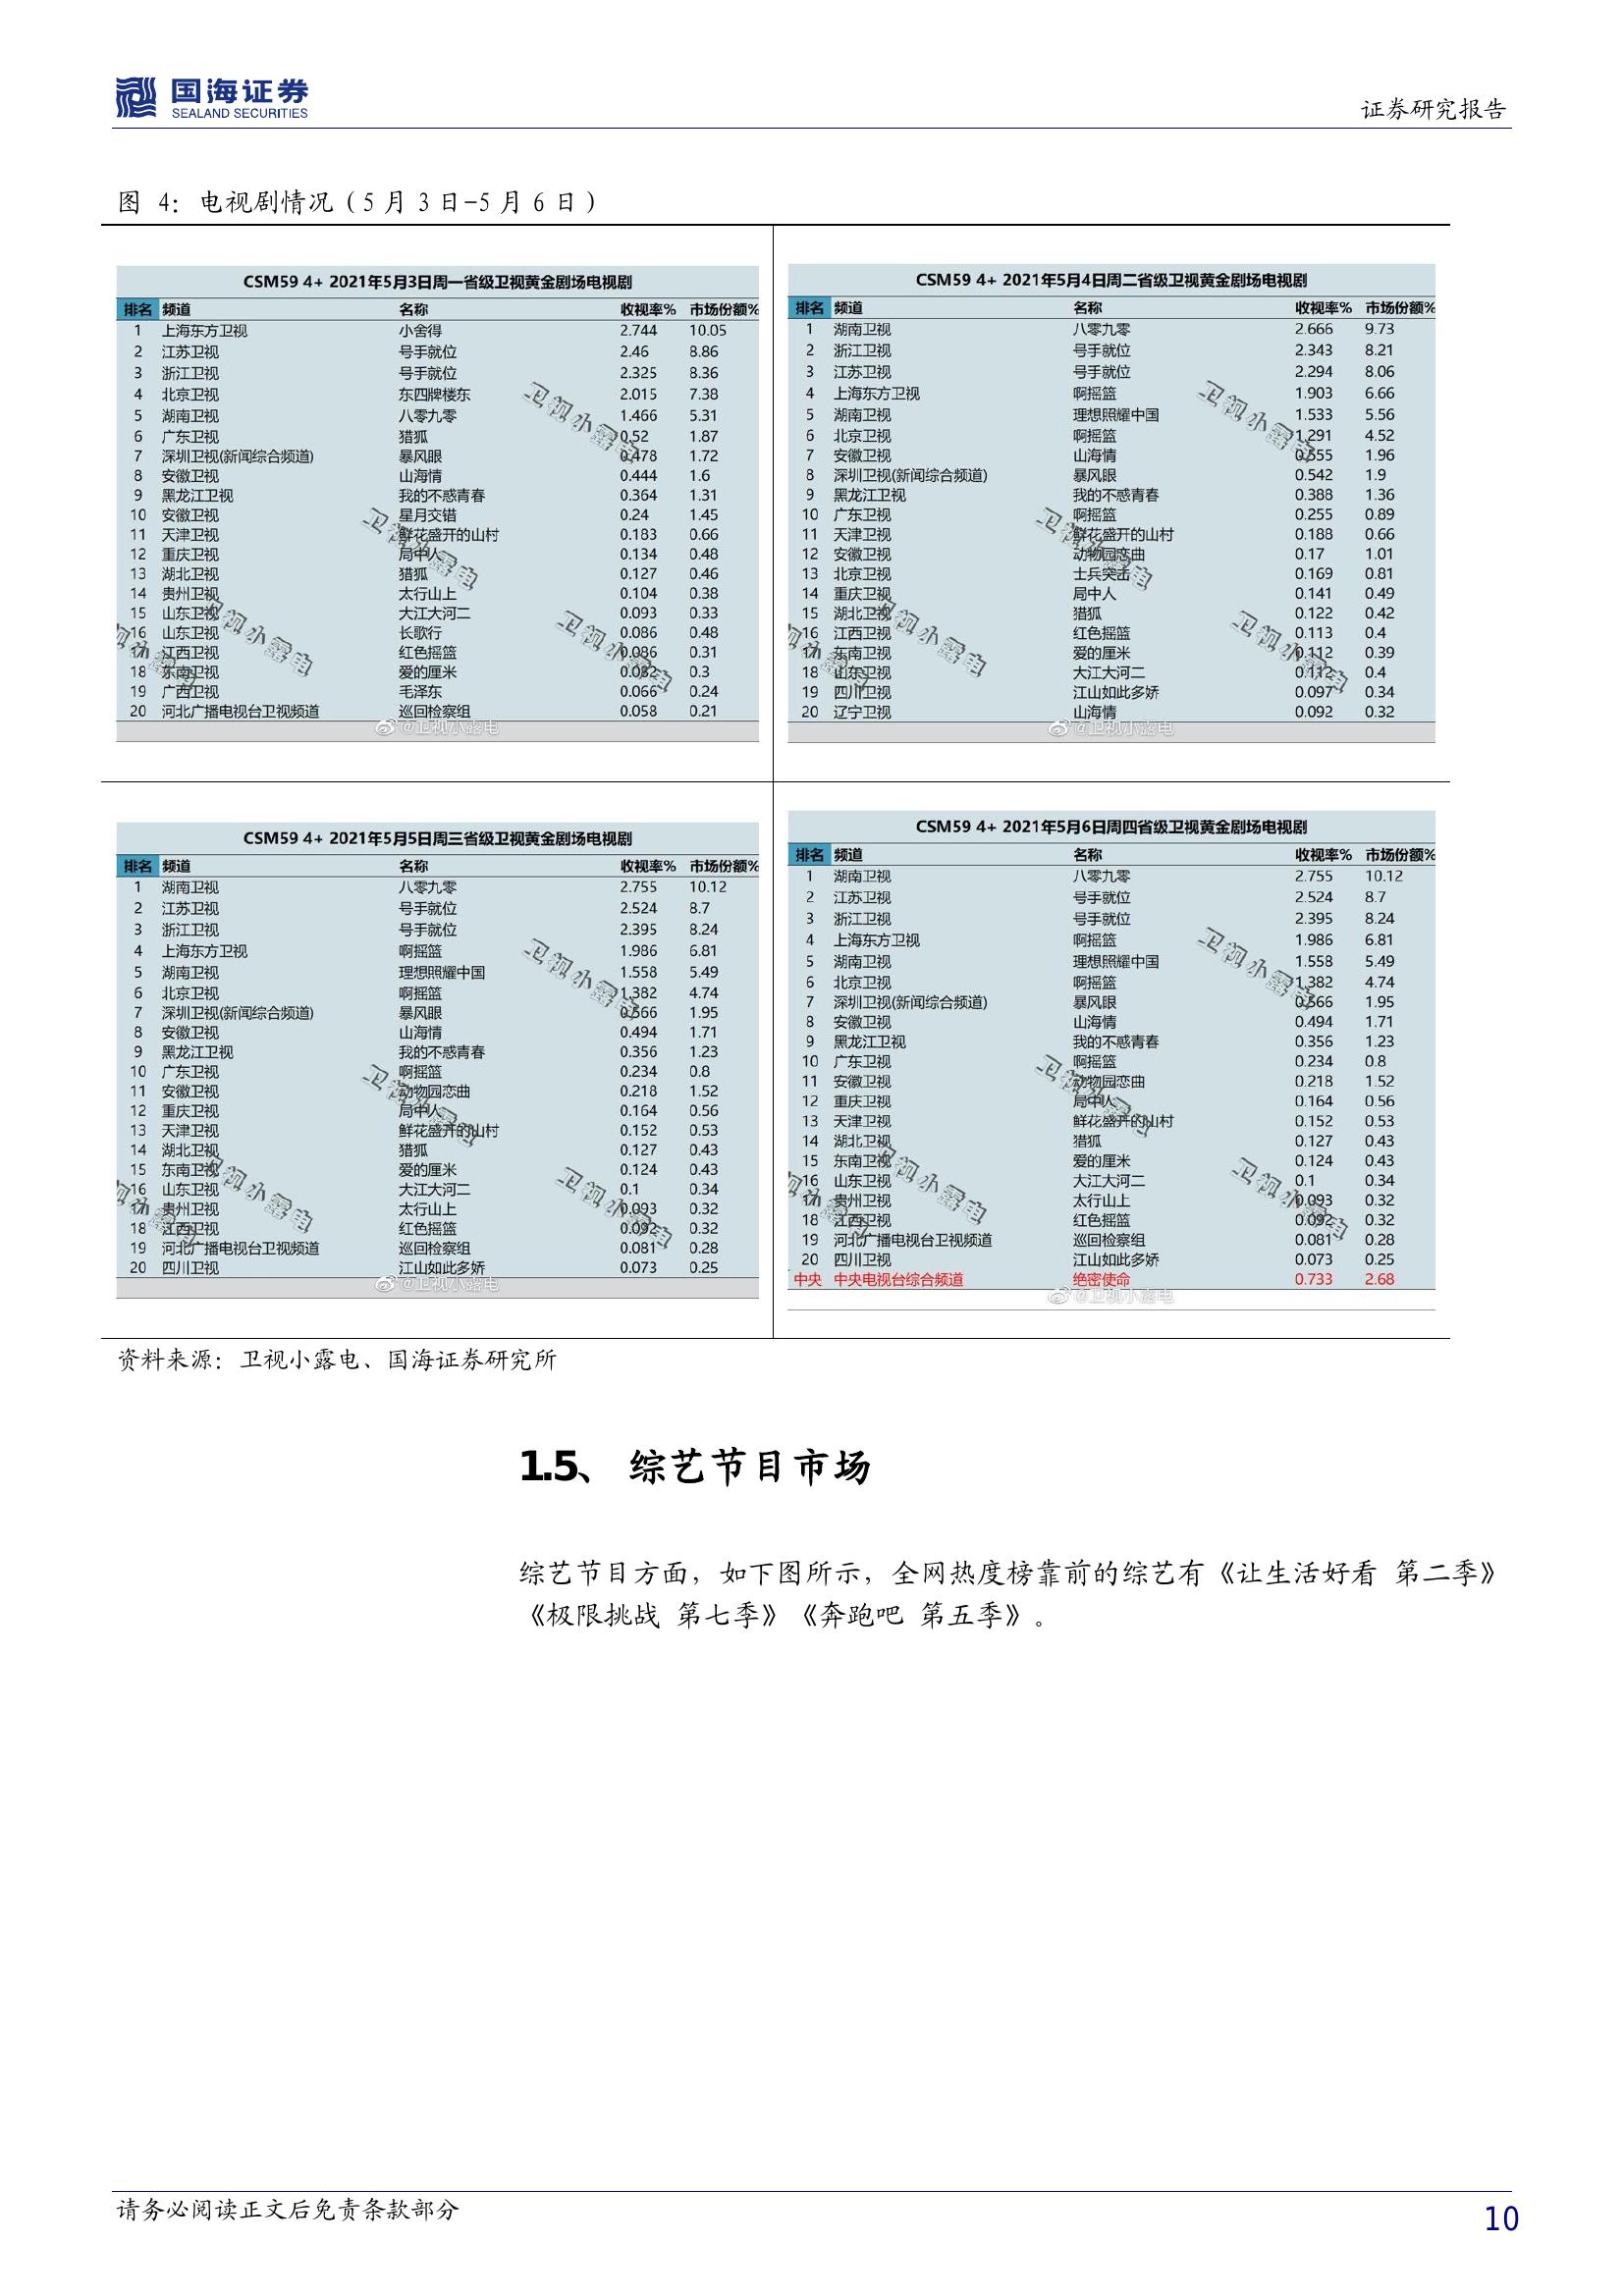 国海证券
SEALAND SECURITIES
证券研究报告
图 4：电视剧情况（5 月 3 日-5 月 6 日）
CSM59 4+ 2021年5月3日周一省级卫视黄金剧场电视剧
排名 频道 名称 收视率% 市场份额%
1 上海东方卫视 小舍得 2.744 10.05
2 江苏卫视 号手就位 2.46 8.86
3 浙江卫视 号手就位 2.325 8.36
4 北京卫视 东四牌楼东 2.015 7.38
5 湖南卫视 八零九零 1.466 5.31
6 广东卫视 猎狐 0.52 1.87
7 深圳卫视(新闻综合频道) 暴风眼 0.478 1.72
8 安徽卫视 山海情 0.444 1.6
9 黑龙江卫视 我的不惑青春 0.364 1.31
10 安徽卫视 星月交错 0.24 1.45
11 天津卫视 鲜花盛开的山村 0.183 0.66
12 重庆卫视 局中人 0.134 0.48
13 湖北卫视 猎狐 0.127 0.46
14 贵州卫视 太行山上 0.104 0.38
15 山东卫视 大江大河二 0.093 0.33
16 山东卫视 长歌行 0.086 0.48
17 江西卫视 红色摇篮 0.086 0.31
18 东南卫视 爱的厘米 0.082 0.3
19 广西卫视 毛泽东 0.066 0.24
20 河北广播电视台卫视频道 巡回检察组 0.058 0.21
@卫视小露电
CSM59 4+ 2021年5月4日周二省级卫视黄金剧场电视剧
排名 频道 名称 收视率% 市场份额%
1 湖南卫视 八零九零 2.666 9.73
2 浙江卫视 号手就位 2.343 8.21
3 江苏卫视 号手就位 2.294 8.06
4 上海东方卫视 啊摇篮 1.903 6.66
5 湖南卫视 理想照耀中国 1.533 5.56
6 北京卫视 啊摇篮 1.291 4.52
7 安徽卫视 山海情 0.555 1.96
8 深圳卫视(新闻综合频道) 暴风眼 0.542 1.9
9 黑龙江卫视 我的不惑青春 0.388 1.36
10 广东卫视 啊摇篮 0.255 0.89
11 天津卫视 鲜花盛开的山村 0.188 0.66
12 安徽卫视 动物园恋曲 0.17 1.01
13 北京卫视 士兵突击 0.169 0.81
14 重庆卫视 局中人 0.141 0.49
15 湖北卫视 猎狐 0.122 0.42
16 江西卫视 红色摇篮 0.113 0.4
17 东南卫视 爱的厘米 0.112 0.39
18 山东卫视 大江大河二 0.112 0.4
19 四川卫视 江山如此多娇 0.097 0.34
20 辽宁卫视 山海情 0.092 0.32
@卫视小露电
CSM59 4+ 2021年5月5日周三省级卫视黄金剧场电视剧
排名 频道 名称 收视率% 市场份额%
1 湖南卫视 八零九零 2.755 10.12
2 江苏卫视 号手就位 2.524 8.7
3 浙江卫视 号手就位 2.395 8.24
4 上海东方卫视 啊摇篮 1.986 6.81
5 湖南卫视 理想照耀中国 1.558 5.49
6 北京卫视 啊摇篮 1.382 4.74
7 深圳卫视(新闻综合频道) 暴风眼 0.566 1.95
8 安徽卫视 山海情 0.494 1.71
9 黑龙江卫视 我的不惑青春 0.356 1.23
10 广东卫视 啊摇篮 0.234 0.8
11 安徽卫视 动物园恋曲 0.218 1.52
12 重庆卫视 局中人 0.164 0.56
13 天津卫视 鲜花盛开的山村 0.152 0.53
14 湖北卫视 猎狐 0.127 0.43
15 东南卫视 爱的厘米 0.124 0.43
16 山东卫视 大江大河二 0.1 0.34
17 贵州卫视 太行山上 0.093 0.32
18 江西卫视 红色摇篮 0.092 0.32
19 河北广播电视台卫视频道 巡回检察组 0.081 0.28
20 四川卫视 江山如此多娇 0.073 0.25
@卫视小露电
CSM59 4+ 2021年5月6日周四省级卫视黄金剧场电视剧
排名 频道 名称 收视率% 市场份额%
1 湖南卫视 八零九零 2.755 10.12
2 江苏卫视 号手就位 2.524 8.7
3 浙江卫视 号手就位 2.395 8.24
4 上海东方卫视 啊摇篮 1.986 6.81
5 湖南卫视 理想照耀中国 1.558 5.49
6 北京卫视 啊摇篮 1.382 4.74
7 深圳卫视(新闻综合频道) 暴风眼 0.566 1.95
8 安徽卫视 山海情 0.494 1.71
9 黑龙江卫视 我的不惑青春 0.356 1.23
10 广东卫视 啊摇篮 0.234 0.8
11 安徽卫视 动物园恋曲 0.218 1.52
12 重庆卫视 局中人 0.164 0.56
13 天津卫视 鲜花盛开的山村 0.152 0.53
14 湖北卫视 猎狐 0.127 0.43
15 东南卫视 爱的厘米 0.124 0.43
16 山东卫视 大江大河二 0.1 0.34
17 贵州卫视 太行山上 0.093 0.32
18 江西卫视 红色摇篮 0.092 0.32
19 河北广播电视台卫视频道 巡回检察组 0.081 0.28
20 四川卫视 江山如此多娇 0.073 0.25
中央 中央电视台综合频道 绝密使命 0.733 2.68
@卫视小露电
资料来源：卫视小露电、国海证券研究所
1.5、 综艺节目市场
综艺节目方面，如下图所示，全网热度榜靠前的综艺有《让生活好看 第二季》
《极限挑战 第七季》《奔跑吧 第五季》。
请务必阅读正文后免责条款部分
10